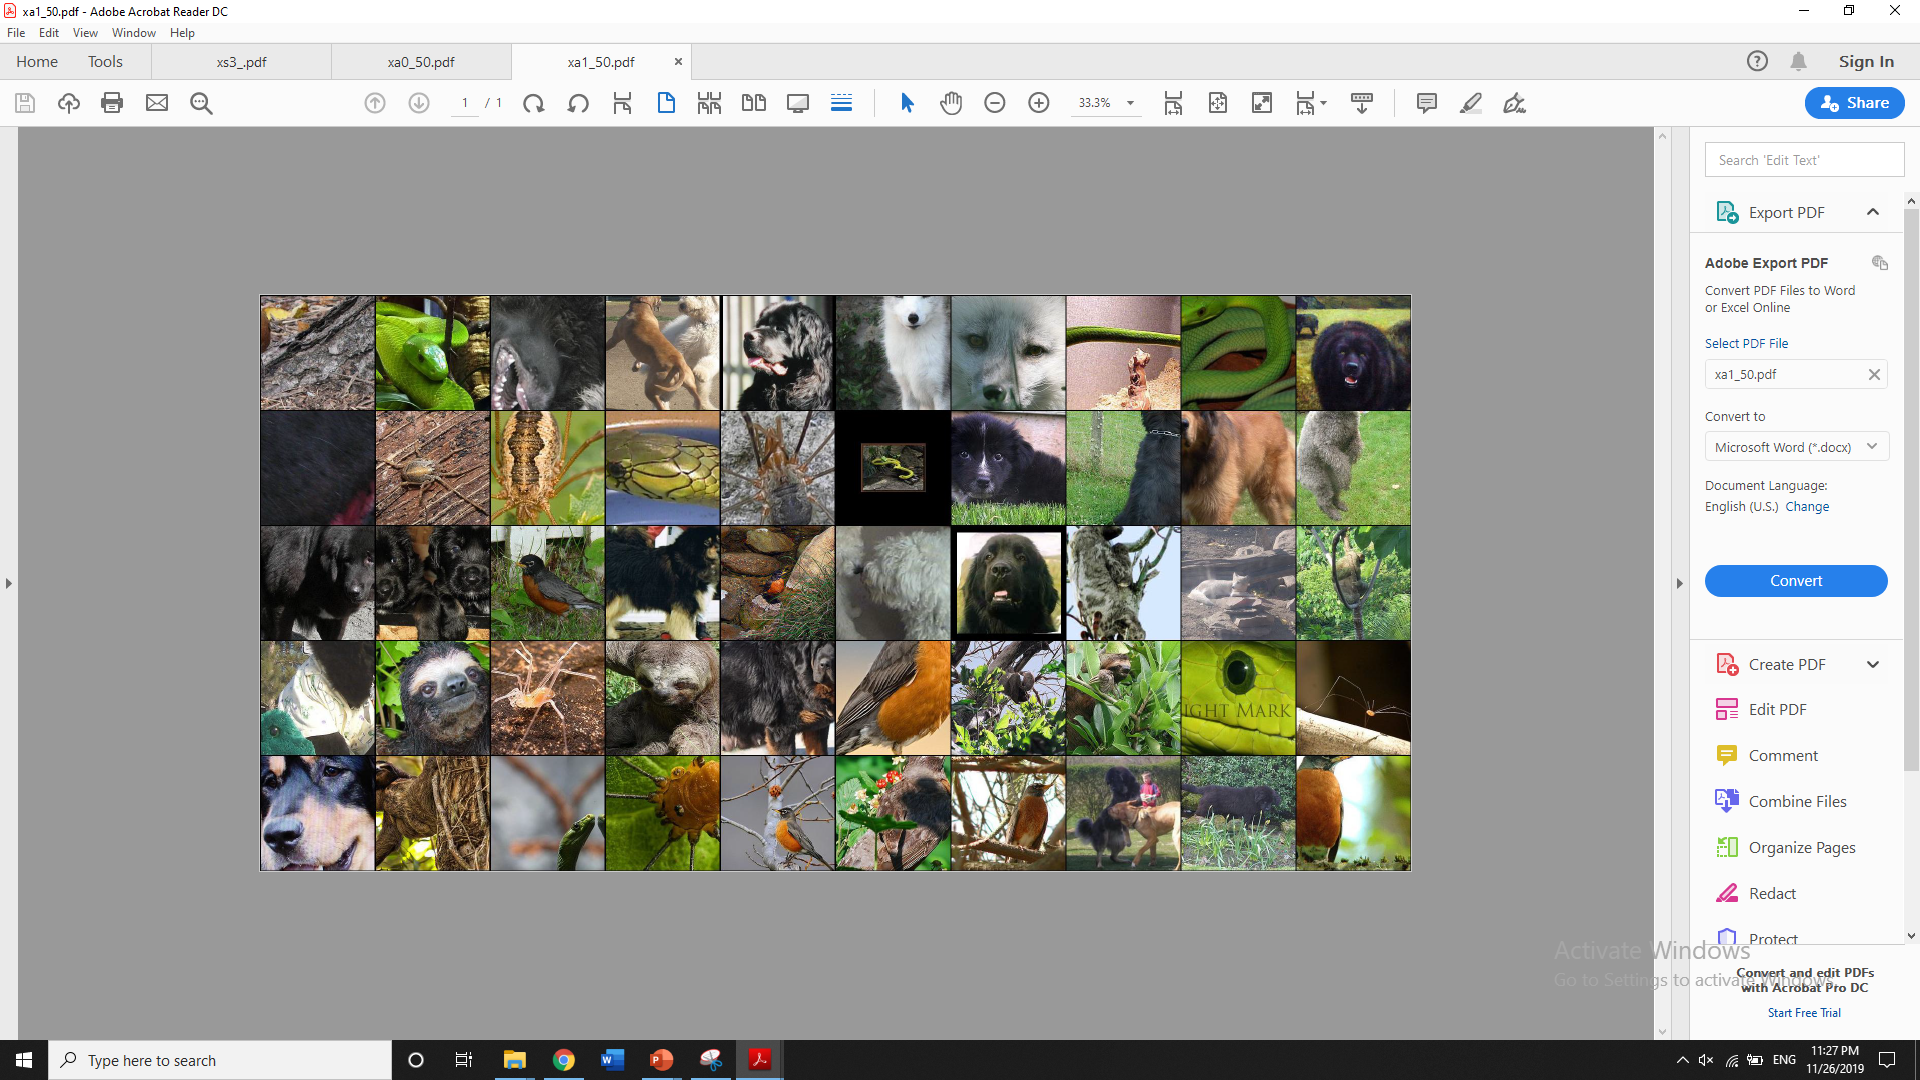 xa1_50.pdf - Adobe Acrobat Reader DC
File Edit View Window Help
Home Tools xs3_.pdf xa0_50.pdf xa1_50.pdf Sign In
1 / 1 33.3% Share
Search 'Edit Text'
Export PDF
Adobe Export PDF
Convert PDF Files to Word
or Excel Online
Select PDF File
xa1_50.pdf
Convert to
Microsoft Word (*.docx)
Document Language:
English (U.S.) Change
Convert
Create PDF
Edit PDF
Comment
Combine Files
Organize Pages
Redact
Protect
IGHT MARK
Activate Windows
Go to Settings to activate Windows.
Convert and edit PDFs
with Acrobat Pro DC
Start Free Trial
Type here to search
ENG
11:27 PM
11/26/2019